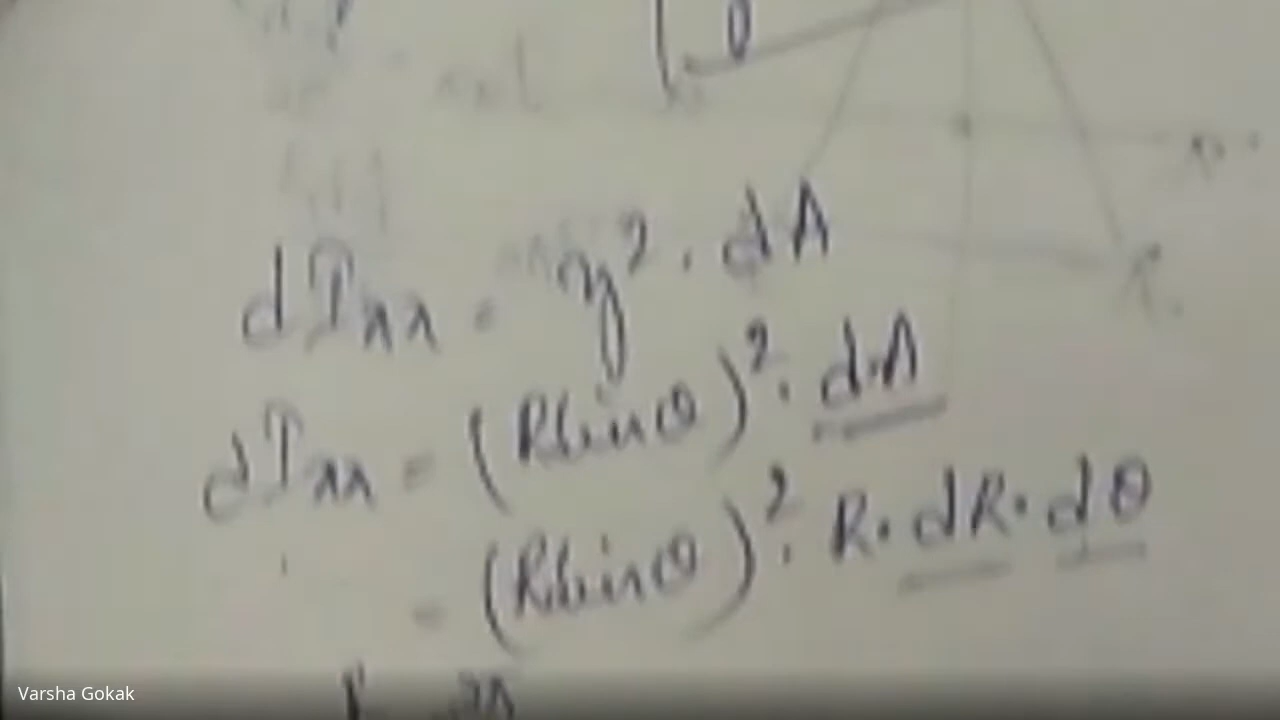 θ
dIxx = y². dA
dIxx = (R sin θ)². dA
= (R sin θ)². R. dR. dθ
Varsha Gokak